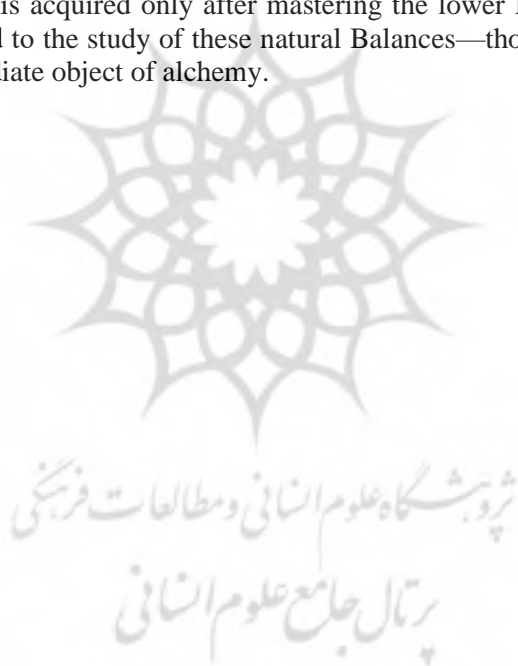 is acquired only after mastering the lower
d to the study of these natural Balances—tho
diate object of alchemy.
پژوهشگاه علوم انسانی و مطالعات فرهنگی
پرتال جامع علوم انسانی